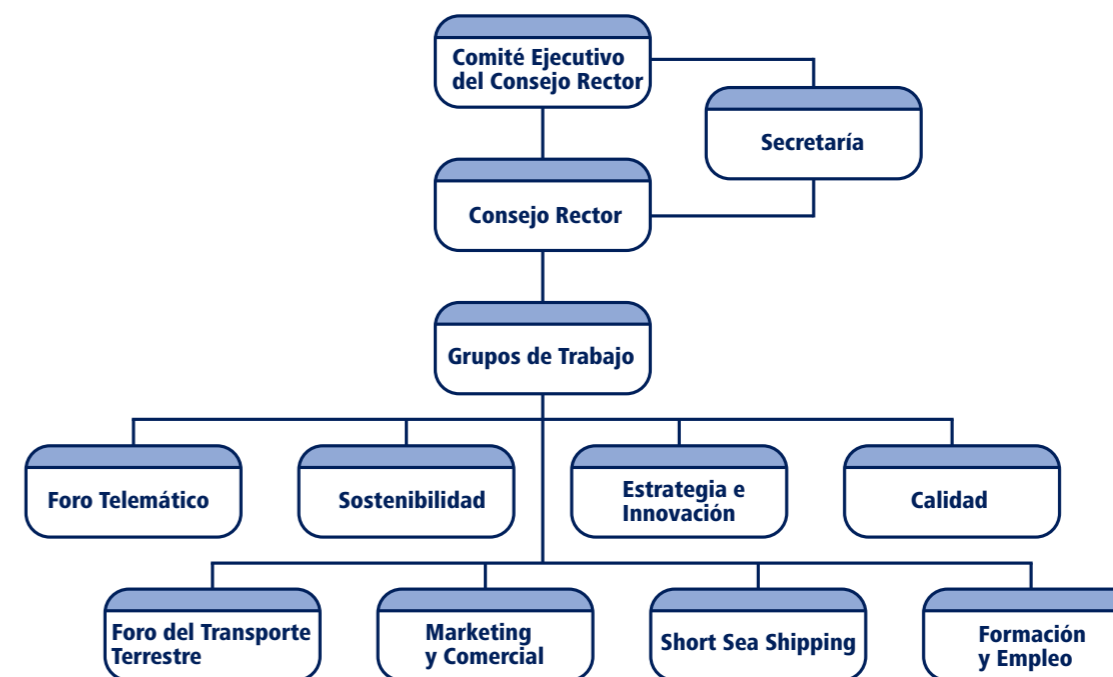 Comité Ejecutivo
del Consejo Rector
Secretaría
Consejo Rector
Grupos de Trabajo
Foro Telemático
Sostenibilidad
Estrategia e
Innovación
Calidad
Foro del Transporte
Terrestre
Marketing
y Comercial
Short Sea Shipping
Formación
y Empleo